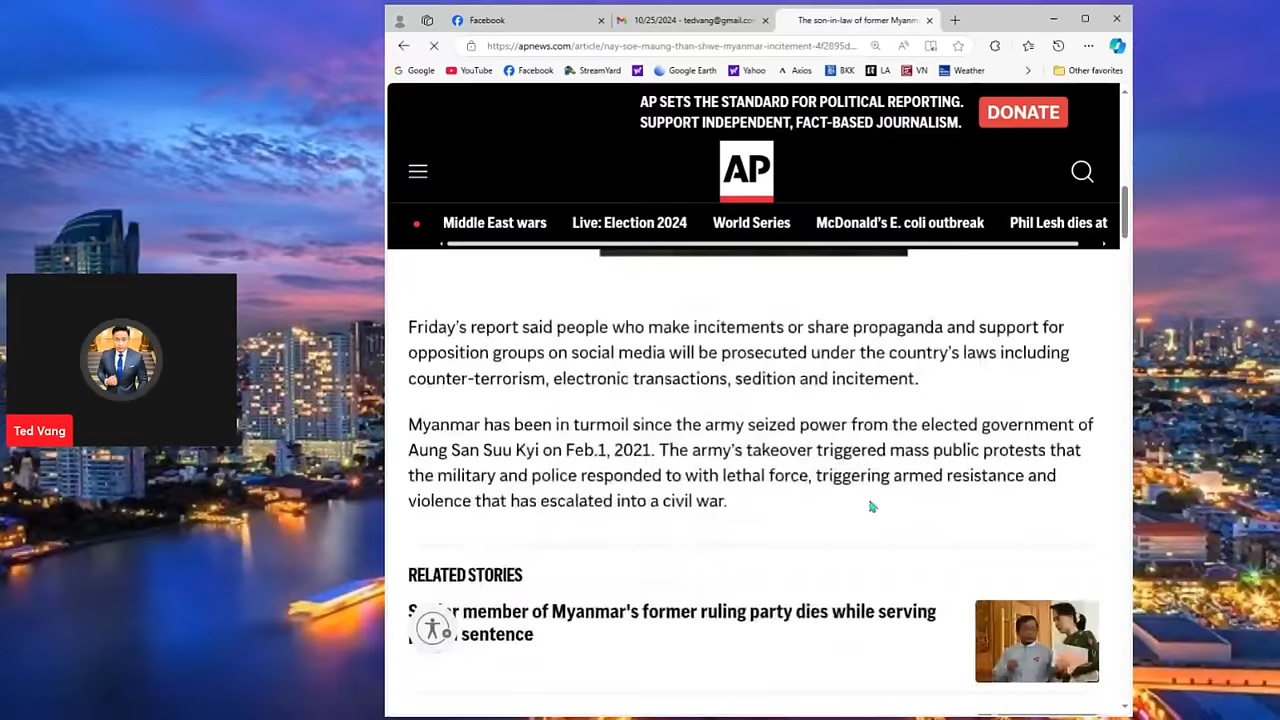 Facebook
10/25/2024 - tedvang@gmail.co
The son-in-law of former Myanm
https://apnews.com/article/nay-soe-maung-than-shwe-myanmar-incitement-4f2895d...
Google YouTube Facebook StreamYard Google Earth Yahoo Axios BKK LA VN Weather Other favorites
AP SETS THE STANDARD FOR POLITICAL REPORTING.
SUPPORT INDEPENDENT, FACT-BASED JOURNALISM.
DONATE
AP
Middle East wars Live: Election 2024 World Series McDonald's E. coli outbreak Phil Lesh dies at
Friday's report said people who make incitements or share propaganda and support for
opposition groups on social media will be prosecuted under the country's laws including
counter-terrorism, electronic transactions, sedition and incitement.
Myanmar has been in turmoil since the army seized power from the elected government of
Aung San Suu Kyi on Feb.1, 2021. The army's takeover triggered mass public protests that
the military and police responded to with lethal force, triggering armed resistance and
violence that has escalated into a civil war.
RELATED STORIES
member of Myanmar's former ruling party dies while serving
sentence
Ted Vang